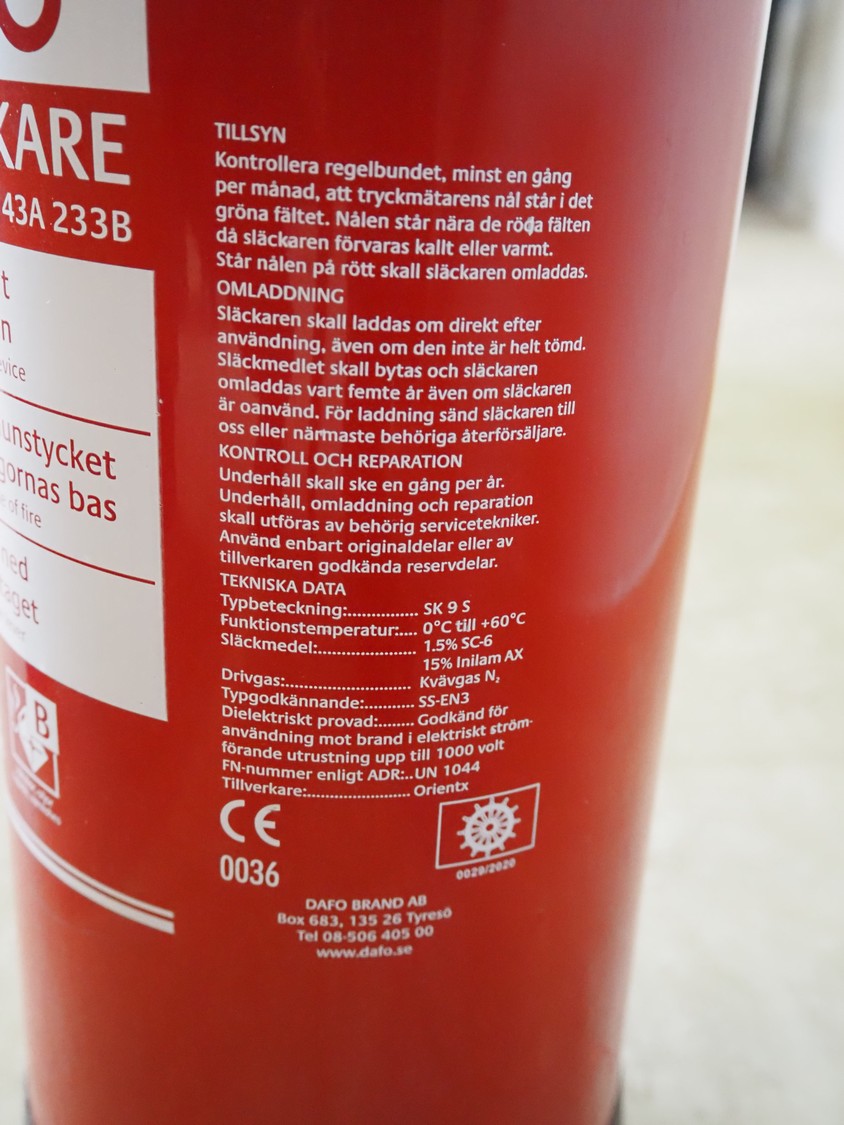 KARE
43A 233B
t
n
evice
unstycket
gornas bas
e of fire
ned
raget
B
TILLSYN
Kontrollera regelbundet, minst en gång
per månad, att tryckmätarens nål står i det
gröna fältet. Nålen står nära de röda fälten
då släckaren förvaras kallt eller varmt.
Står nålen på rött skall släckaren omladdas.
OMLADDNING
Släckaren skall laddas om direkt efter
användning, även om den inte är helt tömd.
Släckmedlet skall bytas och släckaren
omladdas vart femte år även om släckaren
är oanvänd. För laddning sänd släckaren till
oss eller närmaste behöriga återförsäljare.
KONTROLL OCH REPARATION
Underhåll skall ske en gång per år.
Underhåll, omladdning och reparation
skall utföras av behörig servicetekniker.
Använd enbart originaldelar eller av
tillverkaren godkända reservdelar.
TEKNISKA DATA
Typbeteckning:............... SK 9 S
Funktionstemperatur:.... 0°C till +60°C
Släckmedel:..................... 1.5% SC-6
15% Inilam AX
Drivgas:........................... Kvävgas N₂
Typgodkännande:........... SS-EN3
Dielektriskt provad:........ Godkänd för
användning mot brand i elektriskt ström-
förande utrustning upp till 1000 volt
FN-nummer enligt ADR:..UN 1044
Tillverkare:...................... Orientx
CE
0036
0029/2020
DAFO BRAND AB
Box 683, 135 26 Tyresö
Tel 08-506 405 00
www.dafo.se